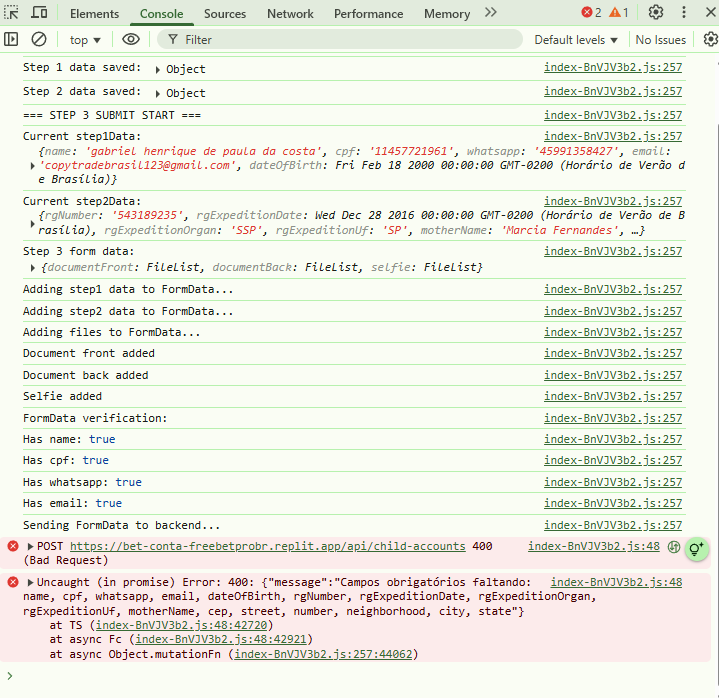 Elements Console Sources Network Performance Memory 2 1
top Filter Default levels No Issues
Step 1 data saved: Object index-BnVJV3b2.js:257
Step 2 data saved: Object index-BnVJV3b2.js:257
=== STEP 3 SUBMIT START === index-BnVJV3b2.js:257
Current step1Data: index-BnVJV3b2.js:257
{name: 'gabriel henrique de paula da costa', cpf: '11457721961', whatsapp: '45991358427', email:
'copytradebrasil123@gmail.com', dateOfBirth: Fri Feb 18 2000 00:00:00 GMT-0200 (Horário de Verão d
e Brasília)}
Current step2Data: index-BnVJV3b2.js:257
{rgNumber: '543189235', rgExpeditionDate: Wed Dec 28 2016 00:00:00 GMT-0200 (Horário de Verão de B
rasília), rgExpeditionOrgan: 'SSP', rgExpeditionUf: 'SP', motherName: 'Marcia Fernandes', …}
Step 3 form data: index-BnVJV3b2.js:257
{documentFront: FileList, documentBack: FileList, selfie: FileList}
Adding step1 data to FormData... index-BnVJV3b2.js:257
Adding step2 data to FormData... index-BnVJV3b2.js:257
Adding files to FormData... index-BnVJV3b2.js:257
Document front added index-BnVJV3b2.js:257
Document back added index-BnVJV3b2.js:257
Selfie added index-BnVJV3b2.js:257
FormData verification: index-BnVJV3b2.js:257
Has name: true index-BnVJV3b2.js:257
Has cpf: true index-BnVJV3b2.js:257
Has whatsapp: true index-BnVJV3b2.js:257
Has email: true index-BnVJV3b2.js:257
Sending FormData to backend... index-BnVJV3b2.js:257
POST https://bet-conta-freebetprobr.replit.app/api/child-accounts 400 index-BnVJV3b2.js:48
(Bad Request)
Uncaught (in promise) Error: 400: {"message":"Campos obrigatórios faltando: index-BnVJV3b2.js:48
name, cpf, whatsapp, email, dateOfBirth, rgNumber, rgExpeditionDate, rgExpeditionOrgan,
rgExpeditionUf, motherName, cep, street, number, neighborhood, city, state"}
at TS (index-BnVJV3b2.js:48:42720)
at async Fc (index-BnVJV3b2.js:48:42921)
at async Object.mutationFn (index-BnVJV3b2.js:257:44062)